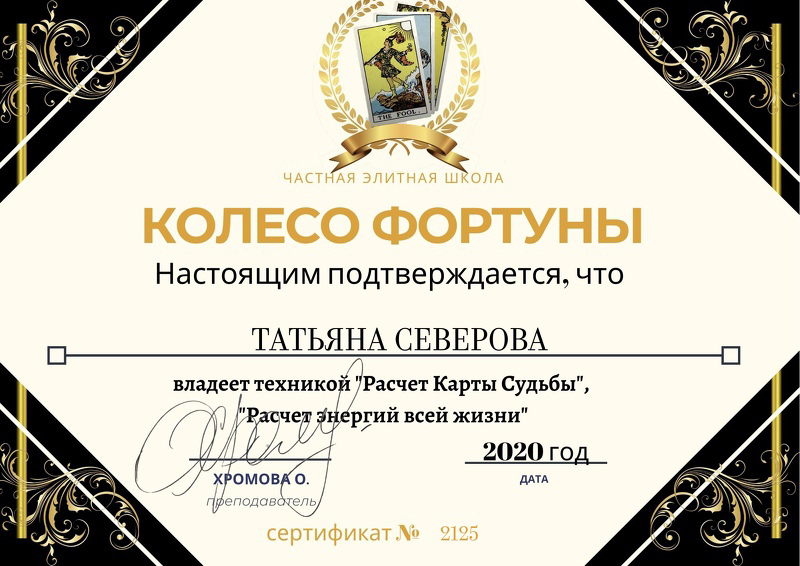 THE FOOL.
ЧАСТНАЯ ЭЛИТНАЯ ШКОЛА
КОЛЕСО ФОРТУНЫ
Настоящим подтверждается, что
ТАТЬЯНА СЕВЕРОВА
владеет техникой "Расчет Карты Судьбы",
"Расчет энергий всей жизни"
2020 год
ХРОМОВА О.
ДАТА
преподаватель
сертификат № 2125